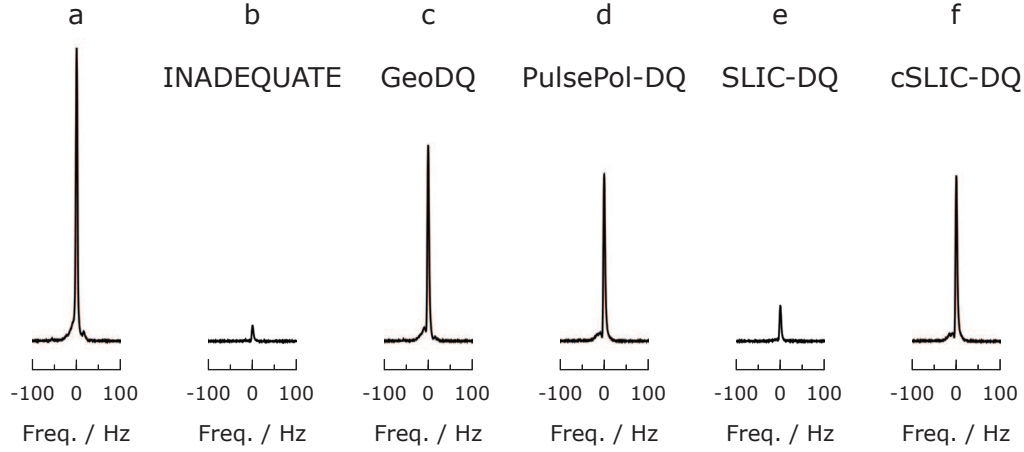 a b c d e f
INADEQUATE GeoDQ PulsePol-DQ SLIC-DQ cSLIC-DQ
-100 0 100 -100 0 100 -100 0 100 -100 0 100 -100 0 100 -100 0 100
Freq. / Hz Freq. / Hz Freq. / Hz Freq. / Hz Freq. / Hz Freq. / Hz